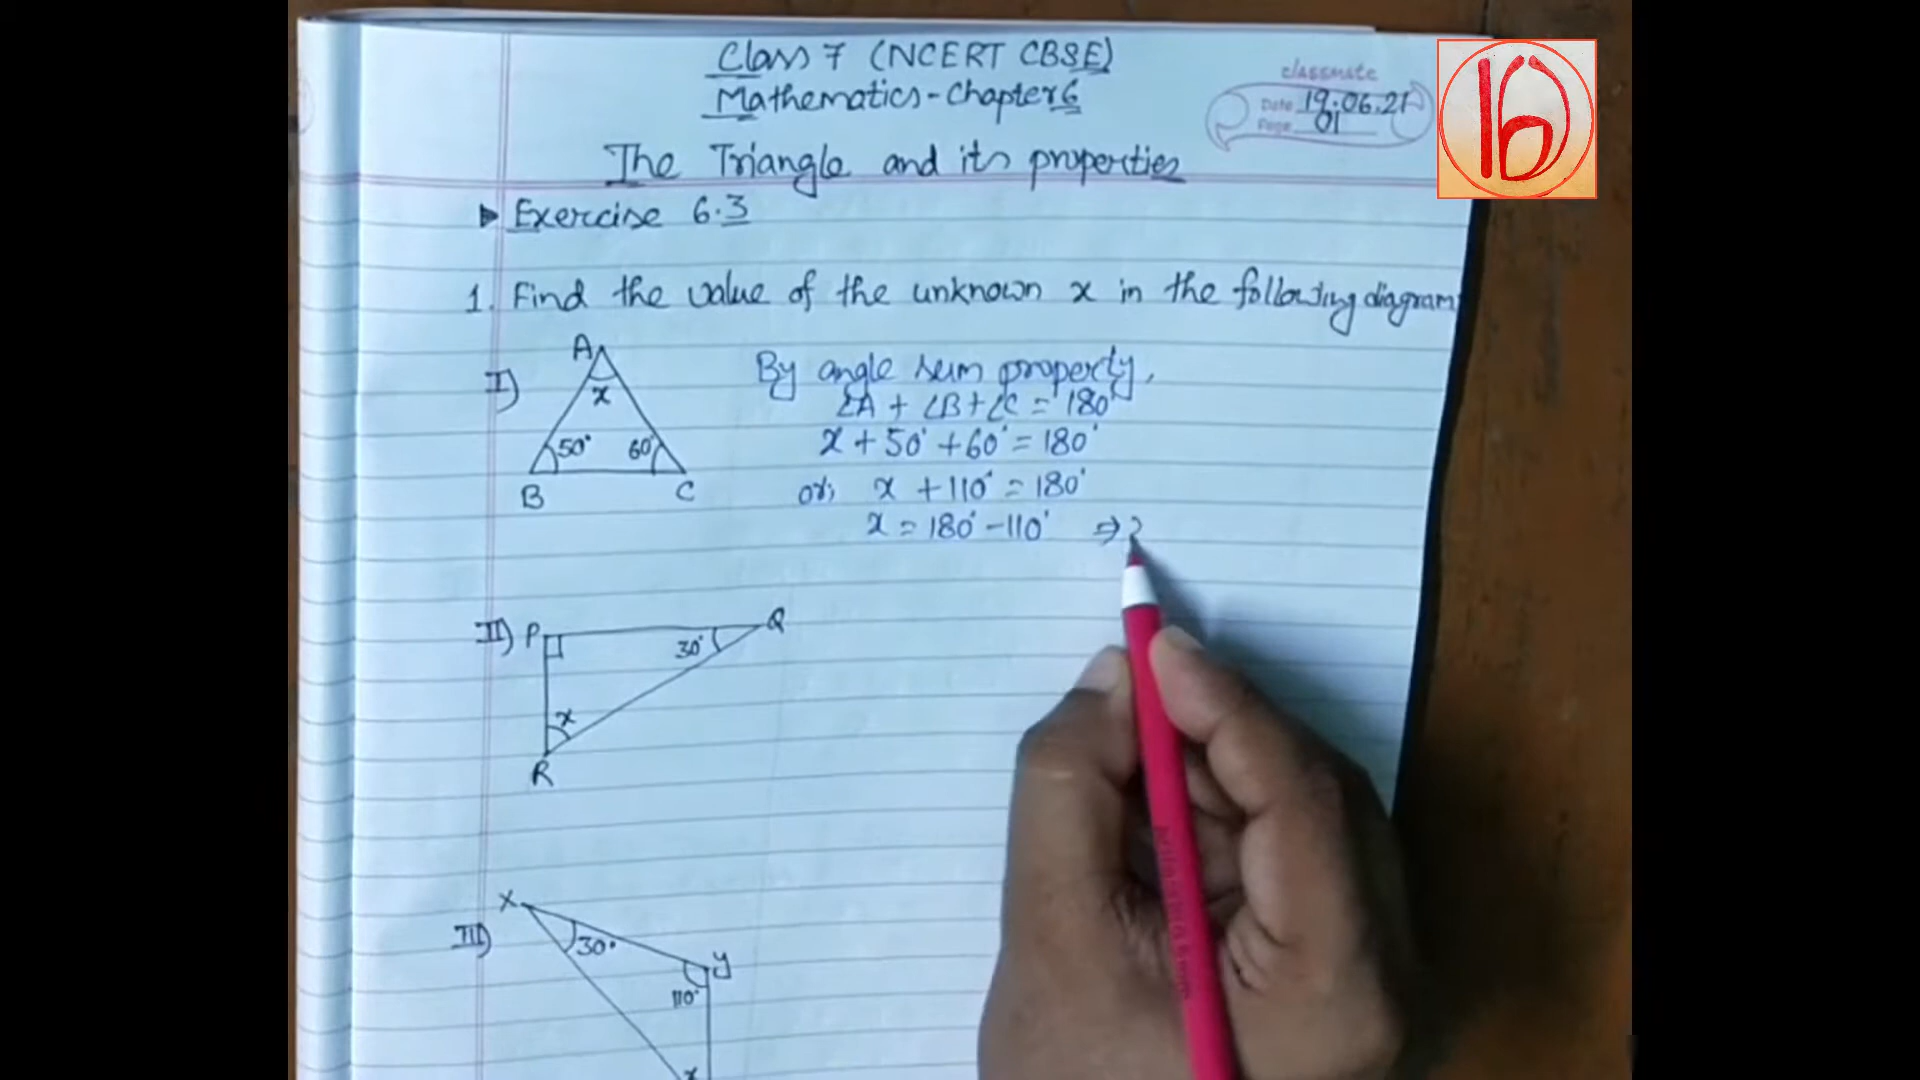 Class 7 (NCERT CBSE)
Mathematics - Chapter 6
classmate
Date 19.06.21
Page 01
The Triangle and its properties
Exercise 6.3
1. Find the value of the unknown x in the following diagram
I)
A
x
50°
60°
B
C
By angle sum property,
∠A + ∠B + ∠C = 180°
x + 50° + 60° = 180°
or, x + 110° = 180°
x = 180° - 110° ⇒
II)
P
Q
30°
x
R
III)
X
30°
Y
110°
x